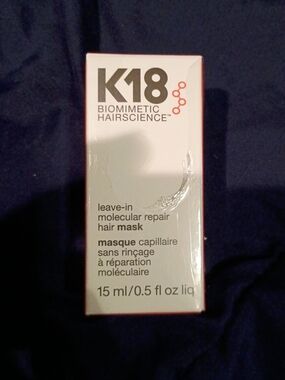 K18
BIOMIMETIC
HAIRSCIENCE™
leave-in
molecular repair
hair mask
masque capillaire
sans rinçage
à réparation
moléculaire
15 ml/0.5 fl oz liq